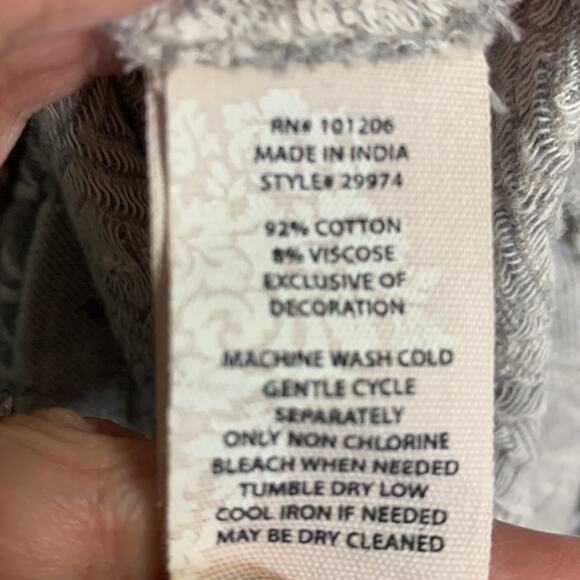 RN# 101206
MADE IN INDIA
STYLE# 29974
92% COTTON
8% VISCOSE
EXCLUSIVE OF
DECORATION
MACHINE WASH COLD
GENTLE CYCLE
SEPARATELY
ONLY NON CHLORINE
BLEACH WHEN NEEDED
TUMBLE DRY LOW
COOL IRON IF NEEDED
MAY BE DRY CLEANED